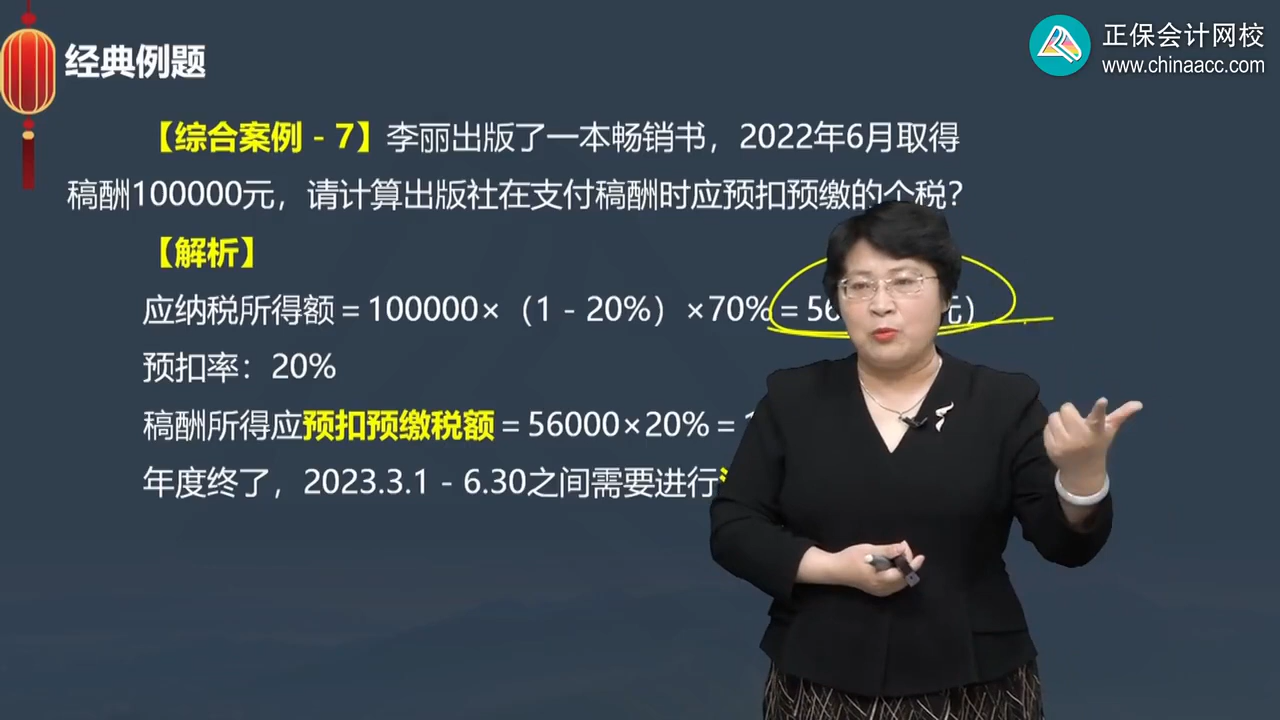 正保会计网校
www.chinaacc.com
经典例题
【综合案例－7】李丽出版了一本畅销书，2022年6月取得
稿酬100000元，请计算出版社在支付稿酬时应预扣预缴的个税？
【解析】
应纳税所得额＝100000×（1－20%）×70%＝56 元）
预扣率：20%
稿酬所得应预扣预缴税额＝56000×20%＝1
年度终了，2023.3.1－6.30之间需要进行